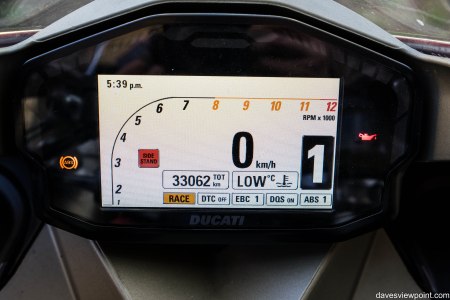 5:39 p.m.
6 7 8 9 10 11 12
RPM x 1000
5
4
3
2
1
SIDE STAND
0 km/h
1
33062 TOT km
LOW °C
RACE DTC OFF EBC 1 DQS ON ABS 1
DUCATI
ABS
davesviewpoint.com